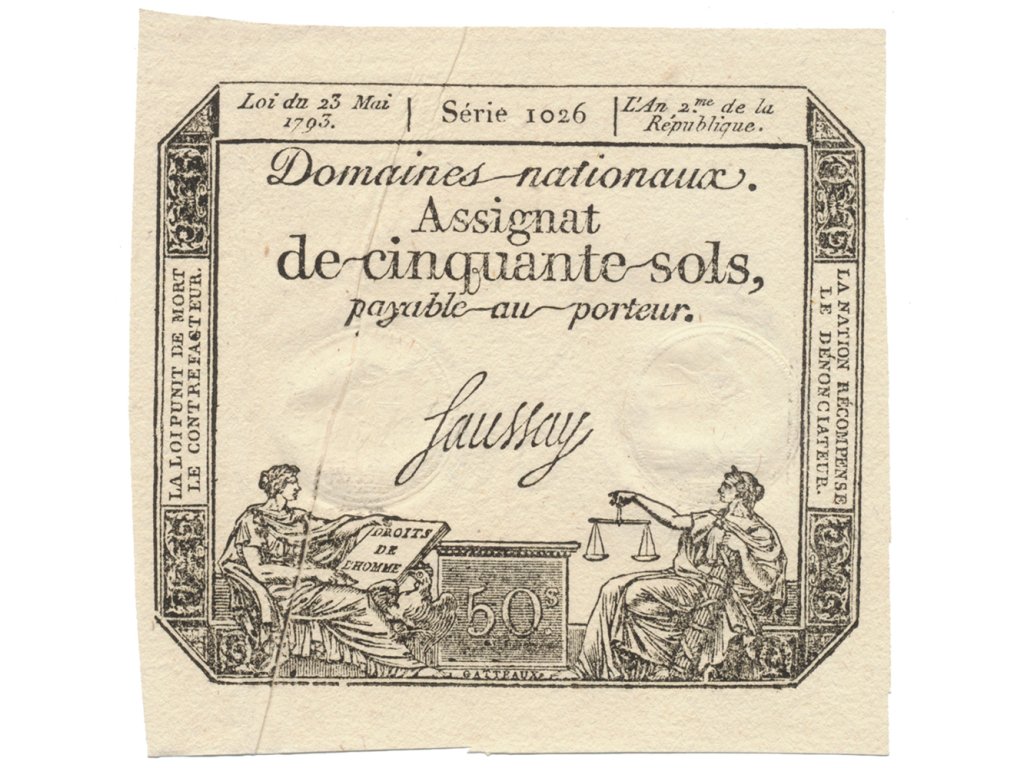 Loi du 23 Mai
1793.
Série 1026
L'An 2.me de la
République.
Domaines nationaux.
Assignat
de cinquante sols,
payable au porteur.
Saussay
LA LOI PUNIT DE MORT
LE CONTREFACTEUR.
LA NATION RÉCOMPENSE
LE DÉNONCIATEUR.
DROITS
DE
L'HOMME
50s
GATTEAUX